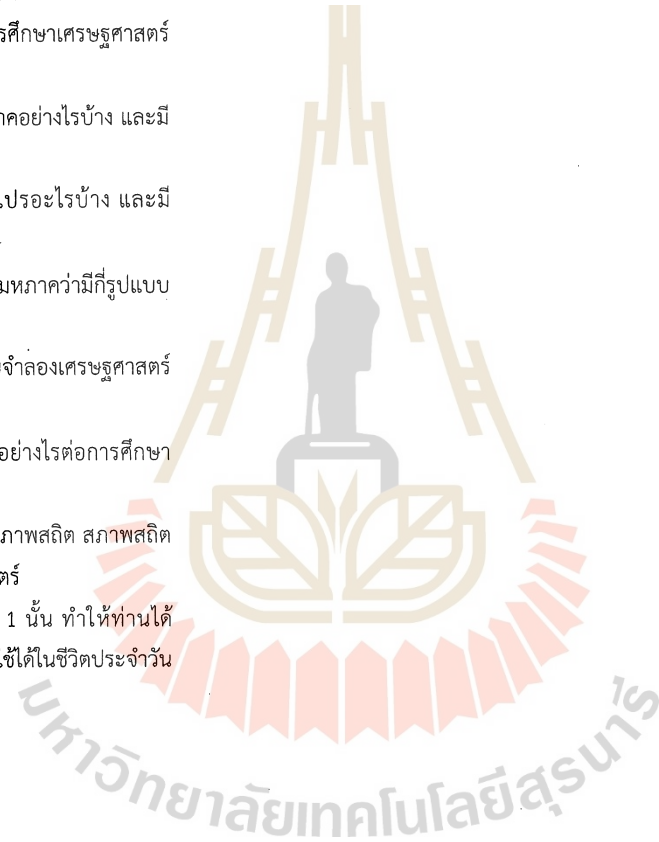 รศึกษาเศรษฐศาสตร์
าคอย่างไรบ้าง และมี
ปรอะไรบ้าง และมี
มหภาคว่ามีกี่รูปแบบ
จำลองเศรษฐศาสตร์
อย่างไรต่อการศึกษา
ภาพสถิต สภาพสถิต
ตร์
1 นั้น ทำให้ท่านได้
ใช้ได้ในชีวิตประจำวัน
มหาวิทยาลัยเทคโนโลยีสุรนารี